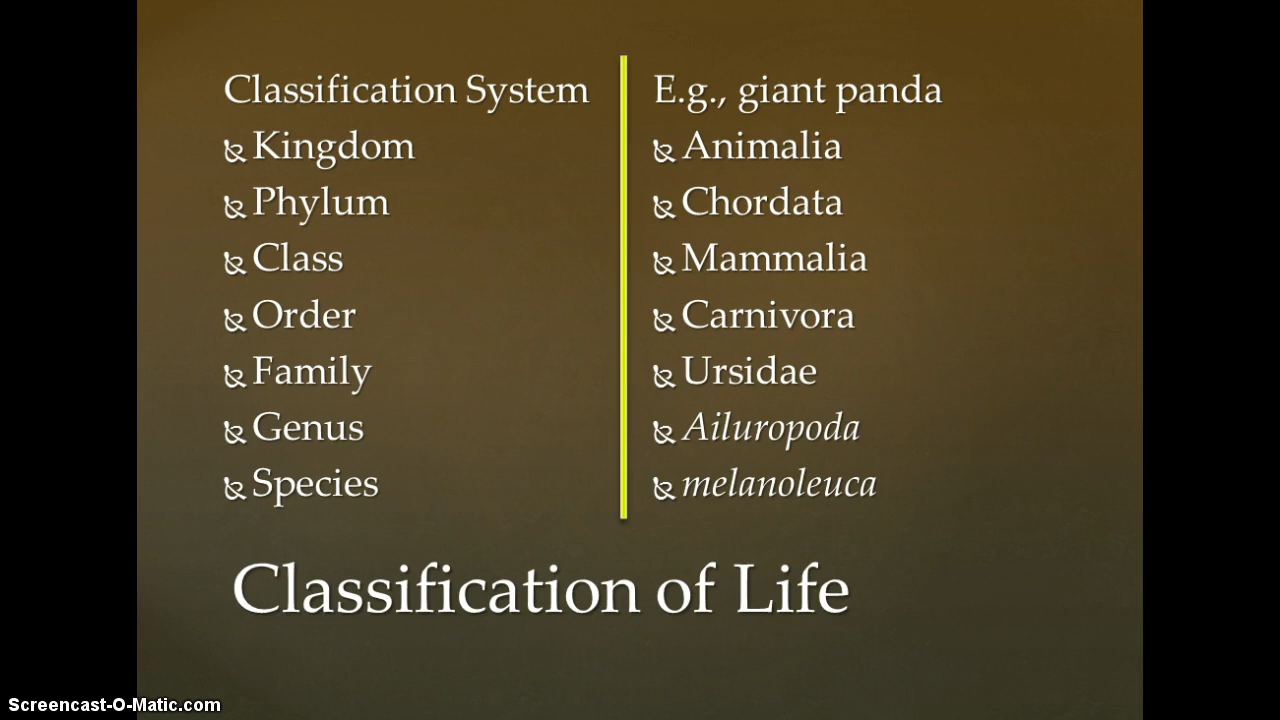 Classification System
Kingdom
Phylum
Class
Order
Family
Genus
Species
E.g., giant panda
Animalia
Chordata
Mammalia
Carnivora
Ursidae
Ailuropoda
melanoleuca
Classification of Life
Screencast-O-Matic.com